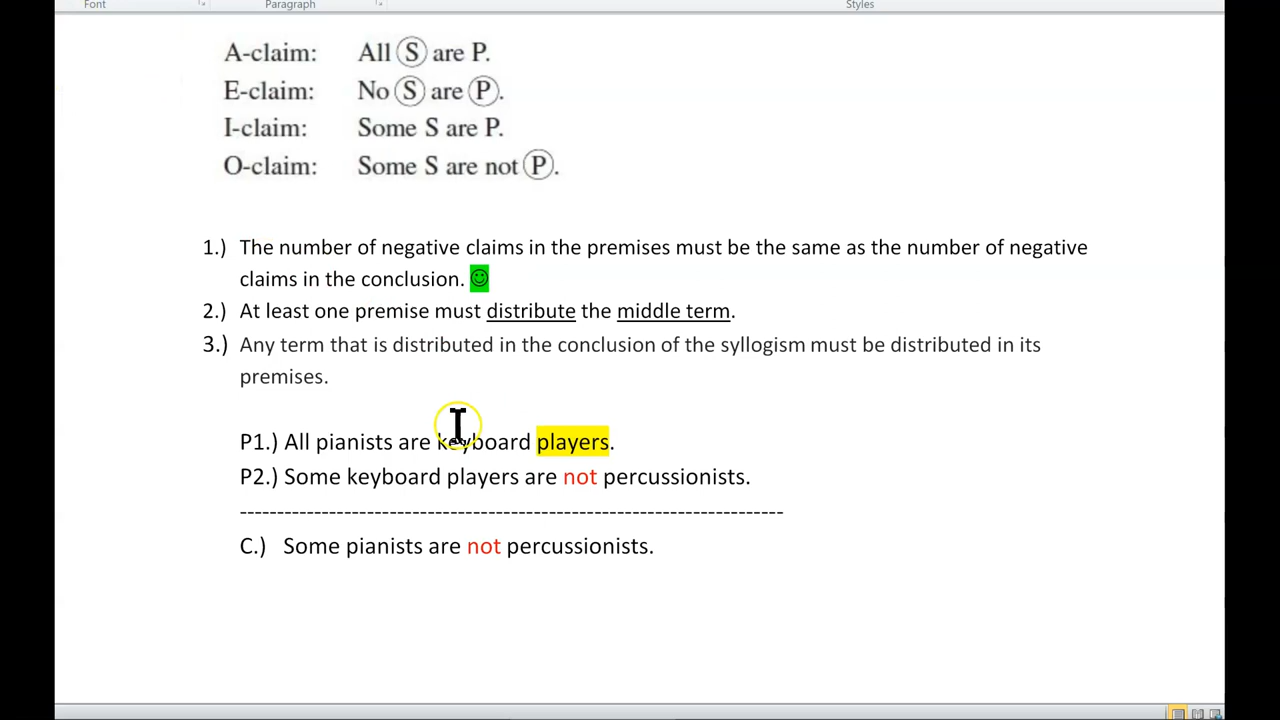 Font Paragraph Styles
A-claim: All S are P.
E-claim: No S are P.
I-claim: Some S are P.
O-claim: Some S are not P.
1.) The number of negative claims in the premises must be the same as the number of negative
claims in the conclusion. ☺
2.) At least one premise must distribute the middle term.
3.) Any term that is distributed in the conclusion of the syllogism must be distributed in its
premises.
P1.) All pianists are keyboard players.
P2.) Some keyboard players are not percussionists.
-----------------------------------------------------------------------
C.) Some pianists are not percussionists.